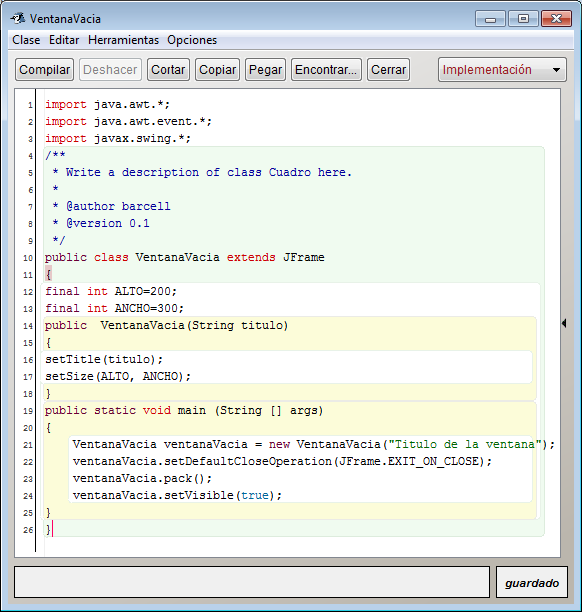 VentanaVacia
Clase Editar Herramientas Opciones
Compilar Deshacer Cortar Copiar Pegar Encontrar... Cerrar Implementación
1 import java.awt.*;
2 import java.awt.event.*;
3 import javax.swing.*;
4 /**
5  * Write a description of class Cuadro here.
6  *
7  * @author barcell
8  * @version 0.1
9  */
10 public class VentanaVacia extends JFrame
11 {
12 final int ALTO=200;
13 final int ANCHO=300;
14 public  VentanaVacia(String titulo)
15 {
16 setTitle(titulo);
17 setSize(ALTO, ANCHO);
18 }
19 public static void main (String [] args)
20 {
21     VentanaVacia ventanaVacia = new VentanaVacia("Titulo de la ventana");
22     ventanaVacia.setDefaultCloseOperation(JFrame.EXIT_ON_CLOSE);
23     ventanaVacia.pack();
24     ventanaVacia.setVisible(true);
25 }
26 }
guardado